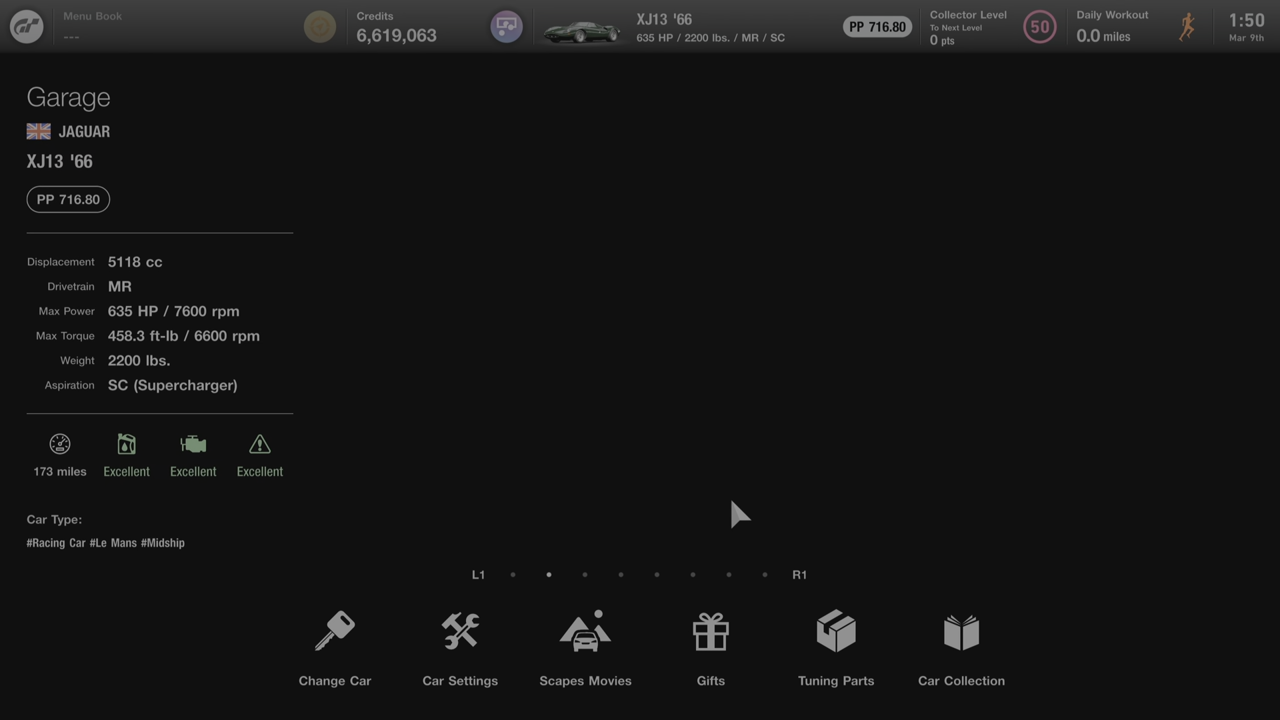 Menu Book
---
Credits
6,619,063
XJ13 '66
635 HP / 2200 lbs. / MR / SC
PP 716.80
Collector Level
To Next Level
0 pts
50
Daily Workout
0.0 miles
1:50
Mar 9th
Garage
JAGUAR
XJ13 '66
PP 716.80
Displacement 5118 cc
Drivetrain MR
Max Power 635 HP / 7600 rpm
Max Torque 458.3 ft-lb / 6600 rpm
Weight 2200 lbs.
Aspiration SC (Supercharger)
173 miles Excellent Excellent Excellent
Car Type:
#Racing Car #Le Mans #Midship
L1 R1
Change Car Car Settings Scapes Movies Gifts Tuning Parts Car Collection